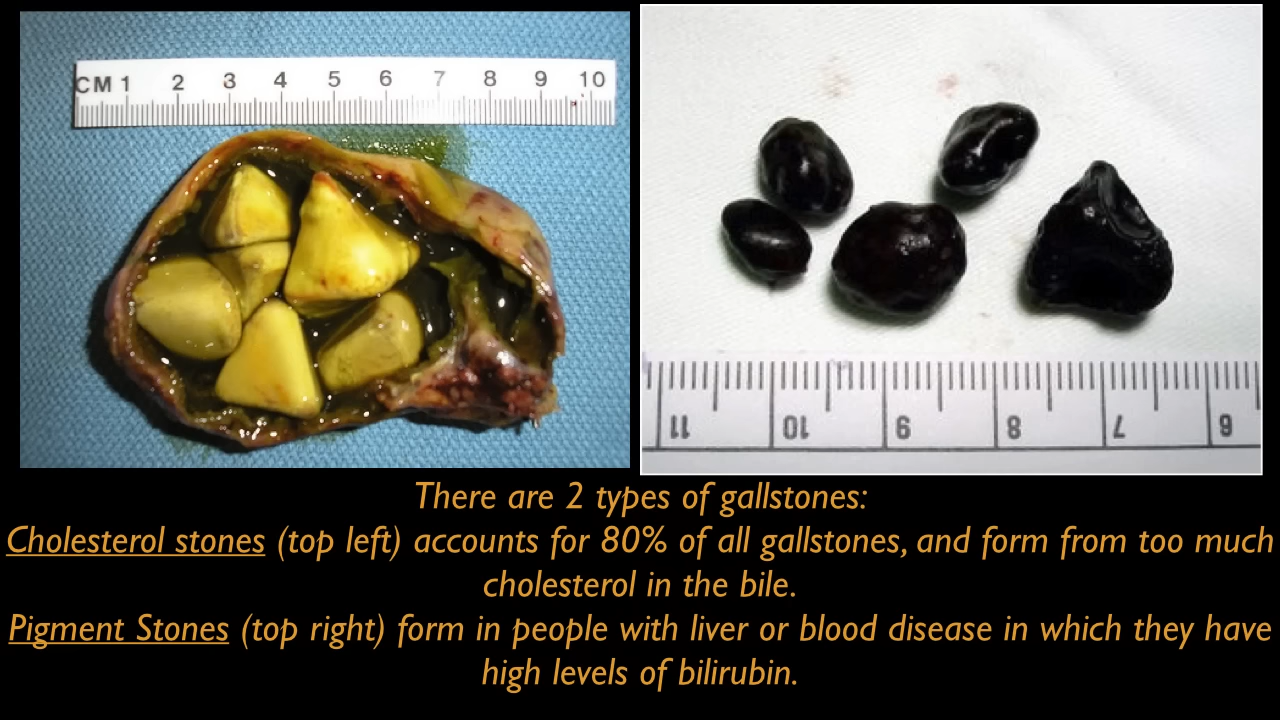 CM 1 2 3 4 5 6 7 8 9 10
11 10 9 8 7 6
There are 2 types of gallstones:
Cholesterol stones (top left) accounts for 80% of all gallstones, and form from too much
cholesterol in the bile.
Pigment Stones (top right) form in people with liver or blood disease in which they have
high levels of bilirubin.